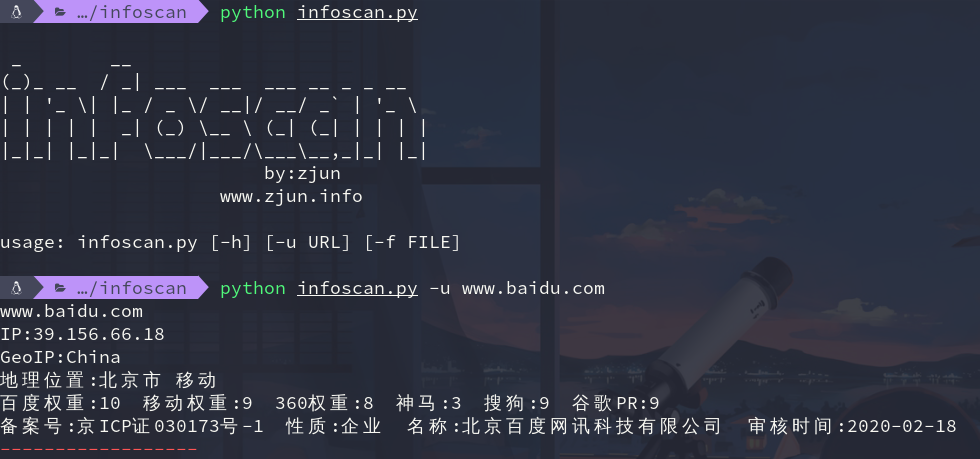 …/infoscan python infoscan.py
 _        __
(_)_ __  / _| ___  ___  ___ __ _ _ __
| | '_ \| |_ / _ \/ __|/ __/ _` | '_ \
| | | | |  _| (_) \__ \ (_| (_| | | | |
|_|_| |_|_|  \___/|___/\___\__,_|_| |_|
by:zjun
www.zjun.info
usage: infoscan.py [-h] [-u URL] [-f FILE]
…/infoscan python infoscan.py -u www.baidu.com
www.baidu.com
IP:39.156.66.18
GeoIP:China
地理位置:北京市 移动
百度权重:10 移动权重:9 360权重:8 神马:3 搜狗:9 谷歌PR:9
备案号:京ICP证030173号-1 性质:企业 名称:北京百度网讯科技有限公司 审核时间:2020-02-18
------------------